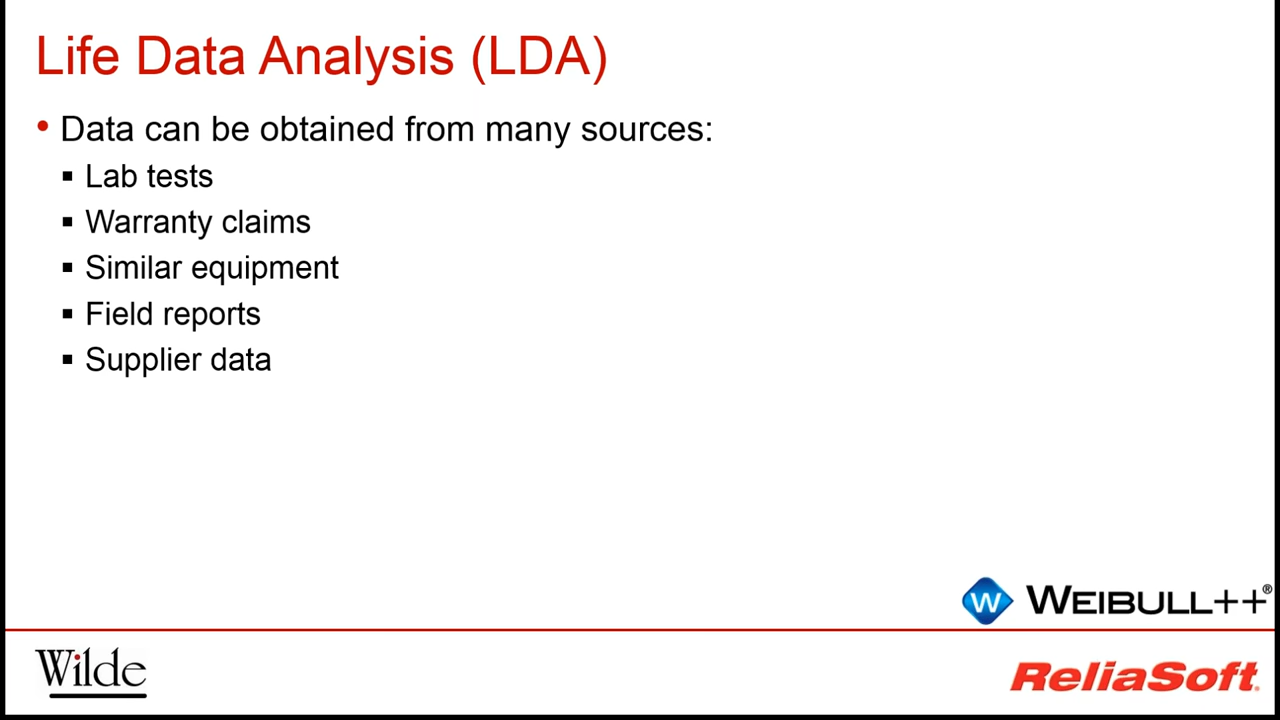 Life Data Analysis (LDA)
• Data can be obtained from many sources:
▪ Lab tests
▪ Warranty claims
▪ Similar equipment
▪ Field reports
▪ Supplier data
W WEIBULL++®
Wilde
ReliaSoft.